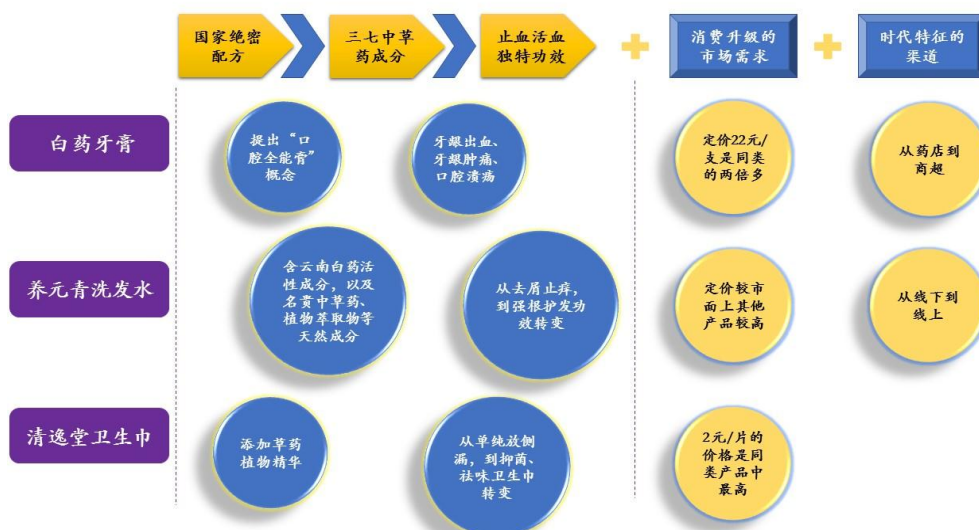 国家绝密
配方
三七中草
药成分
止血活血
独特功效
消费升级的
市场需求
时代特征的
渠道
白药牙膏
提出“口
腔全能膏”
概念
牙龈出血、
牙龈肿痛、
口腔溃疡
定价22元/
支是同类
的两倍多
从药店到
商超
养元青洗发水
含云南白药活
性成分，以及
名贵中草药、
植物萃取物等
天然成分
从去屑止痒，
到强根护发功
效转变
定价较市
面上其他
产品较高
从线下到
线上
清逸堂卫生巾
添加草药
植物精华
从单纯放侧
漏，到抑菌、
祛味卫生巾
转变
2元/片的
价格是同
类产品中
最高